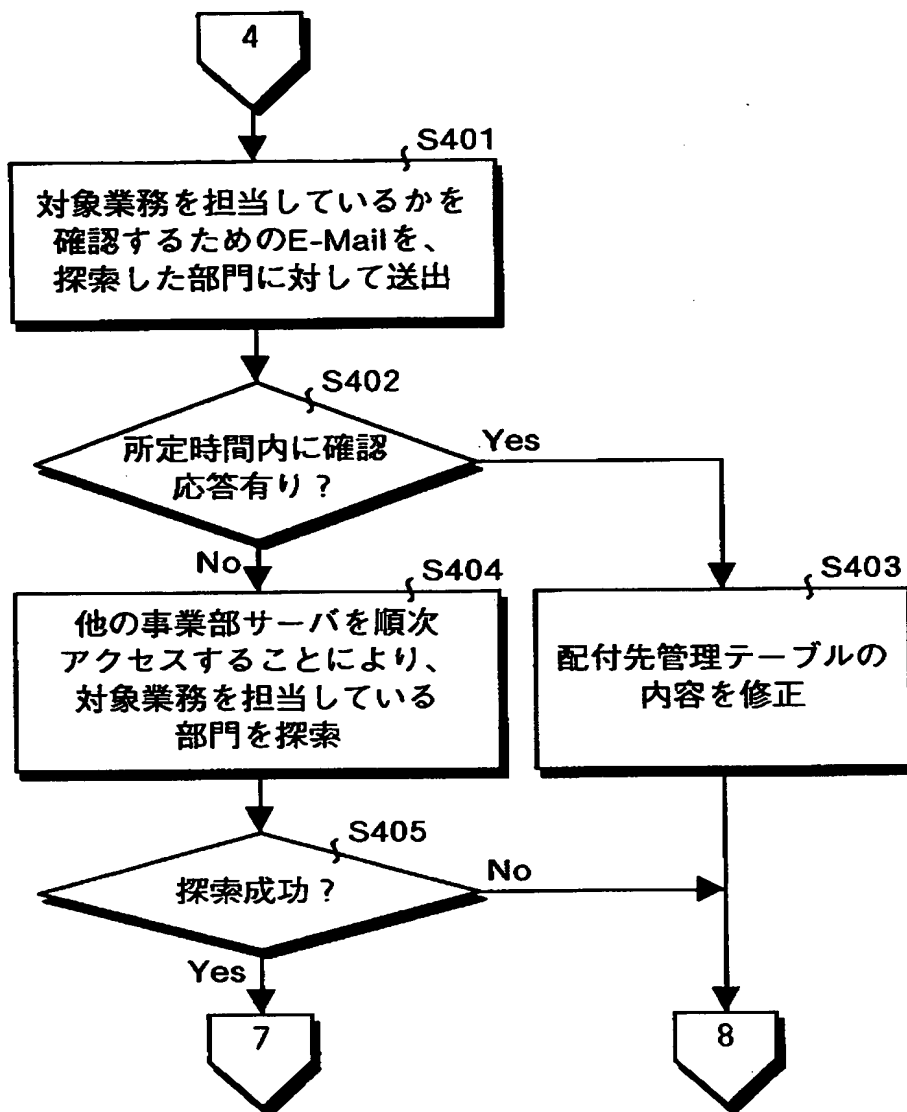 4
S401
対象業務を担当しているかを
確認するためのE-Mailを、
探索した部門に対して送出
S402
所定時間内に確認
応答有り？
Yes
No
S404
他の事業部サーバを順次
アクセスすることにより、
対象業務を担当している
部門を探索
S403
配付先管理テーブルの
内容を修正
S405
探索成功？
No
Yes
7
8